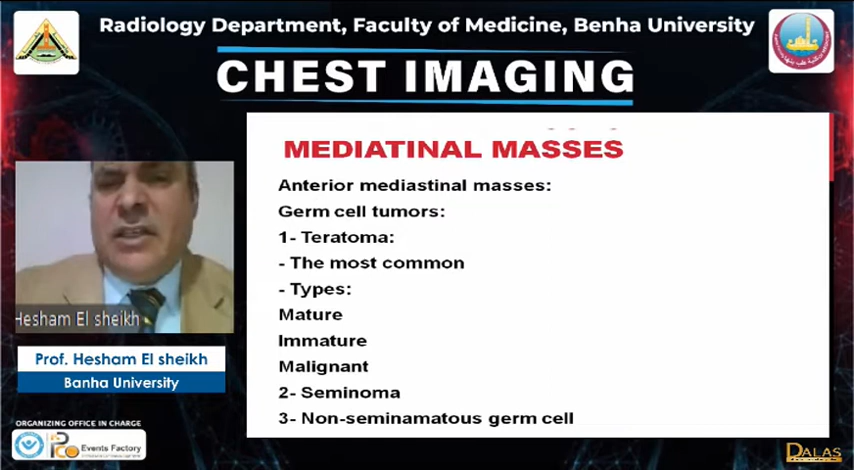 Radiology Department, Faculty of Medicine, Benha University
CHEST IMAGING
MEDIATINAL MASSES
Anterior mediastinal masses:
Germ cell tumors:
1- Teratoma:
- The most common
- Types:
Mature
Immature
Malignant
2- Seminoma
3- Non-seminamatous germ cell
Hesham El sheikh
Prof. Hesham El sheikh
Banha University
ORGANIZING OFFICE IN CHARGE
Events Factory
DALAS